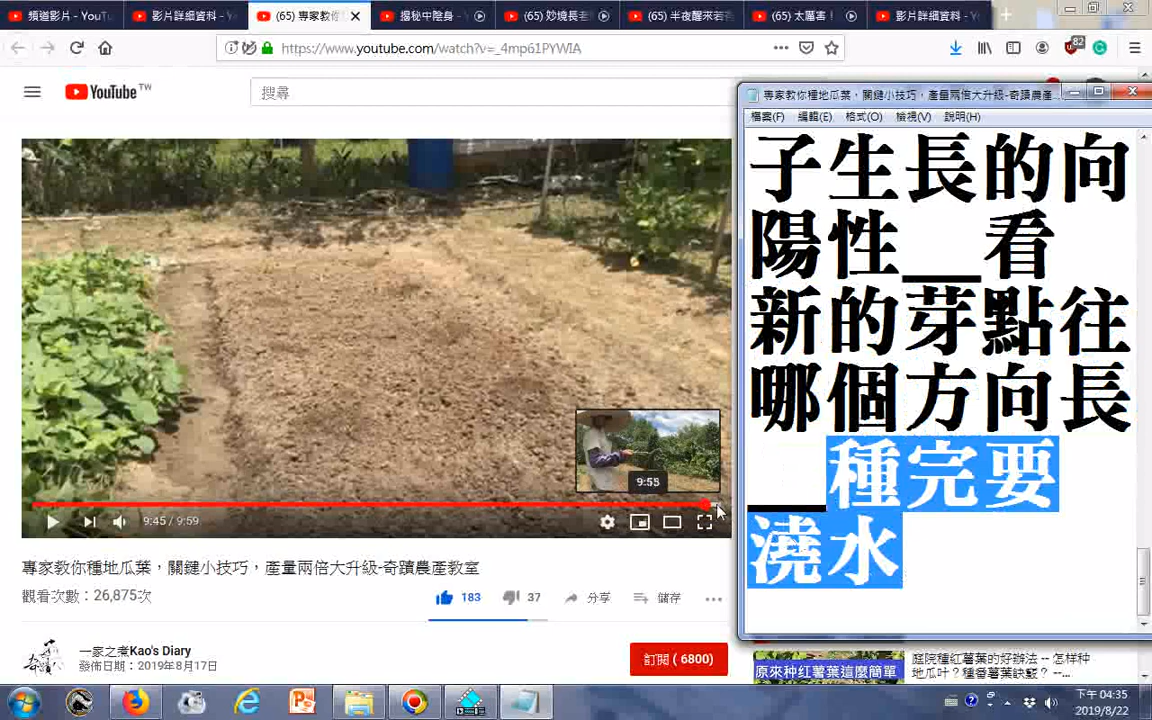 頻道影片 - YouT
影片詳細資料 - Y
(65) 專家教你
揭秘中陰身 -
(65) 妙境長老
(65) 半夜醒來若
(65) 太厲害！
影片詳細資料 - Y
https://www.youtube.com/watch?v=_4mp61PYWIA
82
YouTube TW
搜尋
專家教你種地瓜葉，關鍵小技巧，產量兩倍大升級-奇蹟農產
檔案(F) 編輯(E) 格式(O) 檢視(V) 說明(H)
子生長的向
陽性__看
新的芽點往
哪個方向長
__種完要
澆水
9:58
9:45 / 9:59
專家教你種地瓜葉，關鍵小技巧，產量兩倍大升級-奇蹟農產教室
觀看次數：26,875次
183
37
分享
儲存
一家之煮Kao's Diary
發佈日期：2019年8月17日
訂閱 (6800)
原來种红薯葉這麼簡單
庭院種紅薯葉的好辦法 -- 怎样种
地瓜叶？種番薯葉缺竅？ --...
下午 04:35
2019/8/22